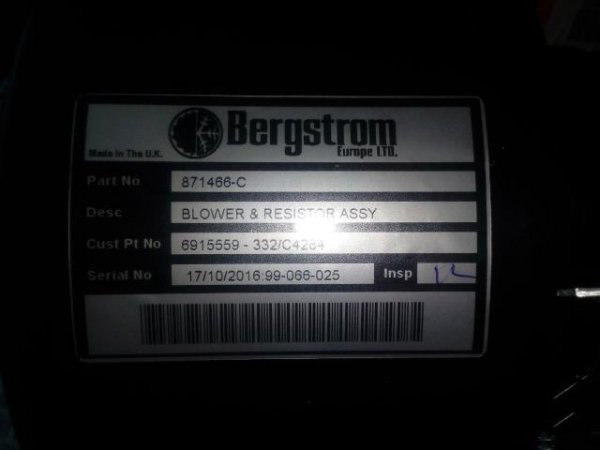 Bergstrom
Europe LTD.
Made In The U.K.
Part No 871466-C
Desc BLOWER & RESISTOR ASSY
Cust Pt No 6915559 - 332/C4284
Serial No 17/10/2016:99-066-025 Insp